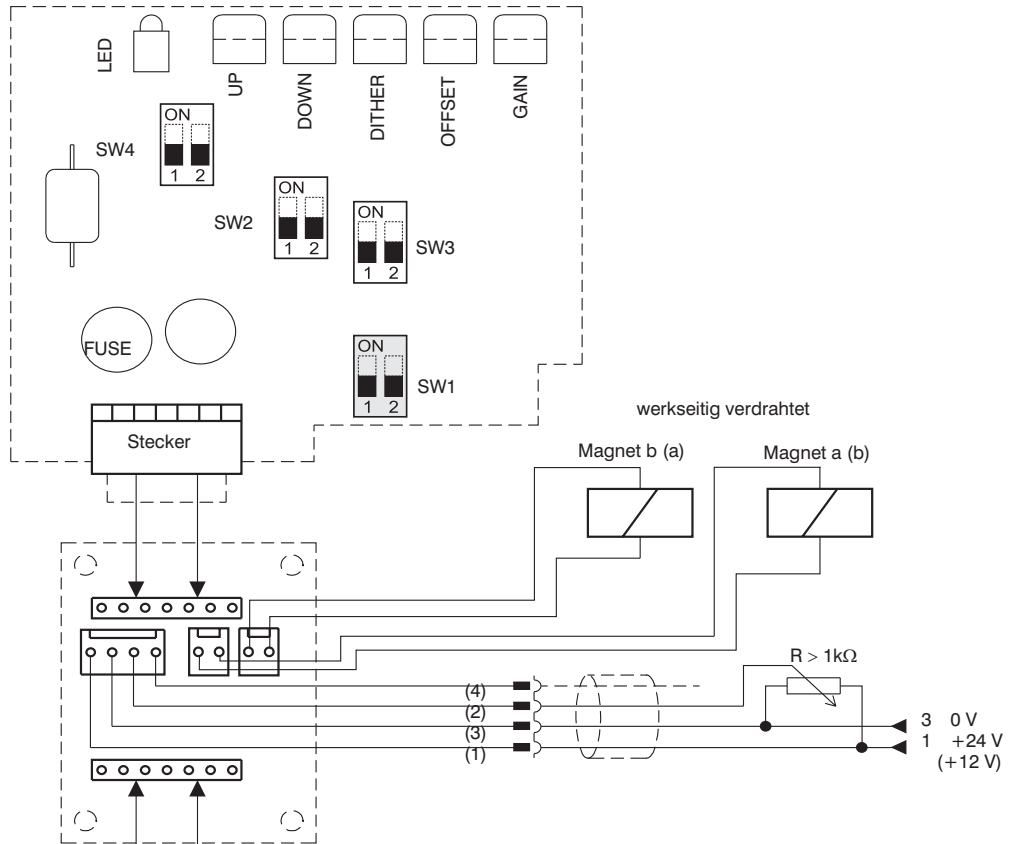 LED
UP
DOWN
DITHER
OFFSET
GAIN
ON
1 2
SW4
ON
1 2
SW2
ON
1 2
SW3
FUSE
ON
1 2
SW1
Stecker
werkseitig verdrahtet
Magnet b (a)
Magnet a (b)
R > 1kΩ
(4)
(2)
(3)
(1)
3 0 V
1 +24 V
(+12 V)